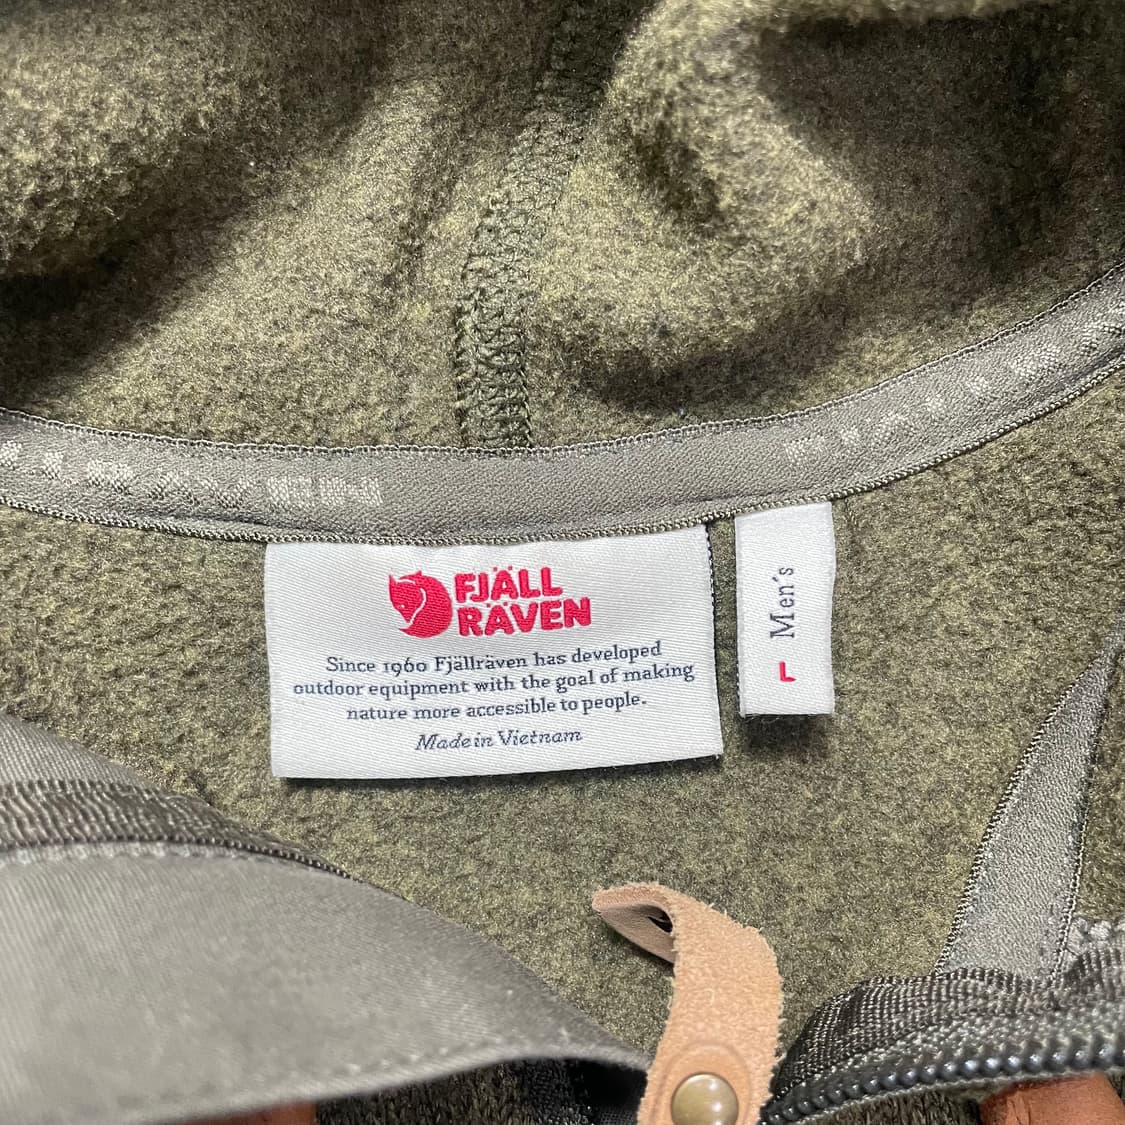 FJÄLL
RÄVEN
Since 1960 Fjällräven has developed
outdoor equipment with the goal of making
nature more accessible to people.
Made in Vietnam
Men´s
L